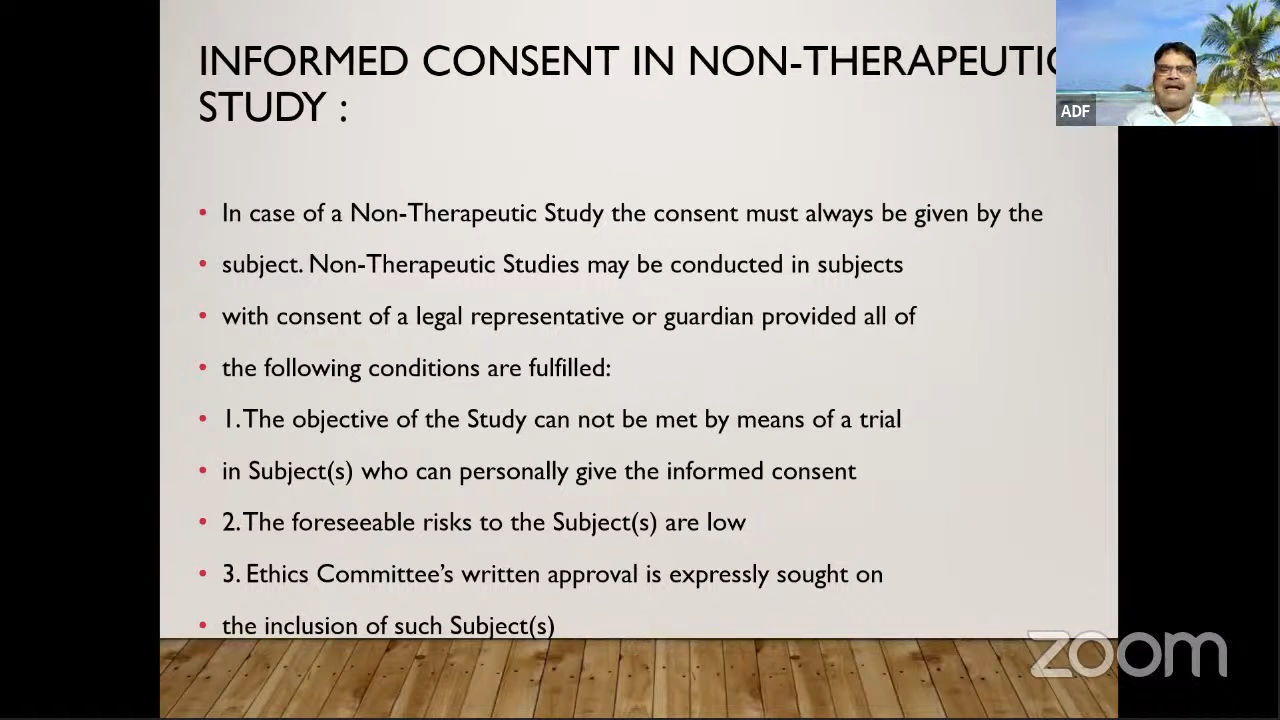 INFORMED CONSENT IN NON-THERAPEUTIC
STUDY :
ADF
• In case of a Non-Therapeutic Study the consent must always be given by the
• subject. Non-Therapeutic Studies may be conducted in subjects
• with consent of a legal representative or guardian provided all of
• the following conditions are fulfilled:
• 1. The objective of the Study can not be met by means of a trial
• in Subject(s) who can personally give the informed consent
• 2. The foreseeable risks to the Subject(s) are low
• 3. Ethics Committee’s written approval is expressly sought on
• the inclusion of such Subject(s)
zoom